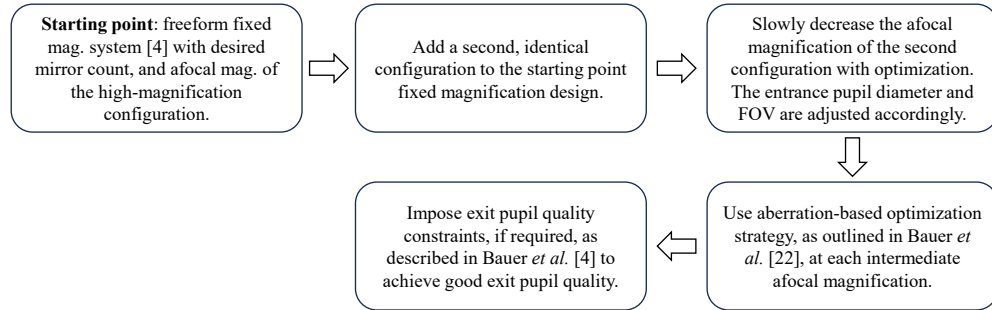 Starting point: freeform fixed
mag. system [4] with desired
mirror count, and afocal mag. of
the high-magnification
configuration.
Add a second, identical
configuration to the starting point
fixed magnification design.
Slowly decrease the afocal
magnification of the second
configuration with optimization.
The entrance pupil diameter and
FOV are adjusted accordingly.
Use aberration-based optimization
strategy, as outlined in Bauer et
al. [22], at each intermediate
afocal magnification.
Impose exit pupil quality
constraints, if required, as
described in Bauer et al. [4] to
achieve good exit pupil quality.